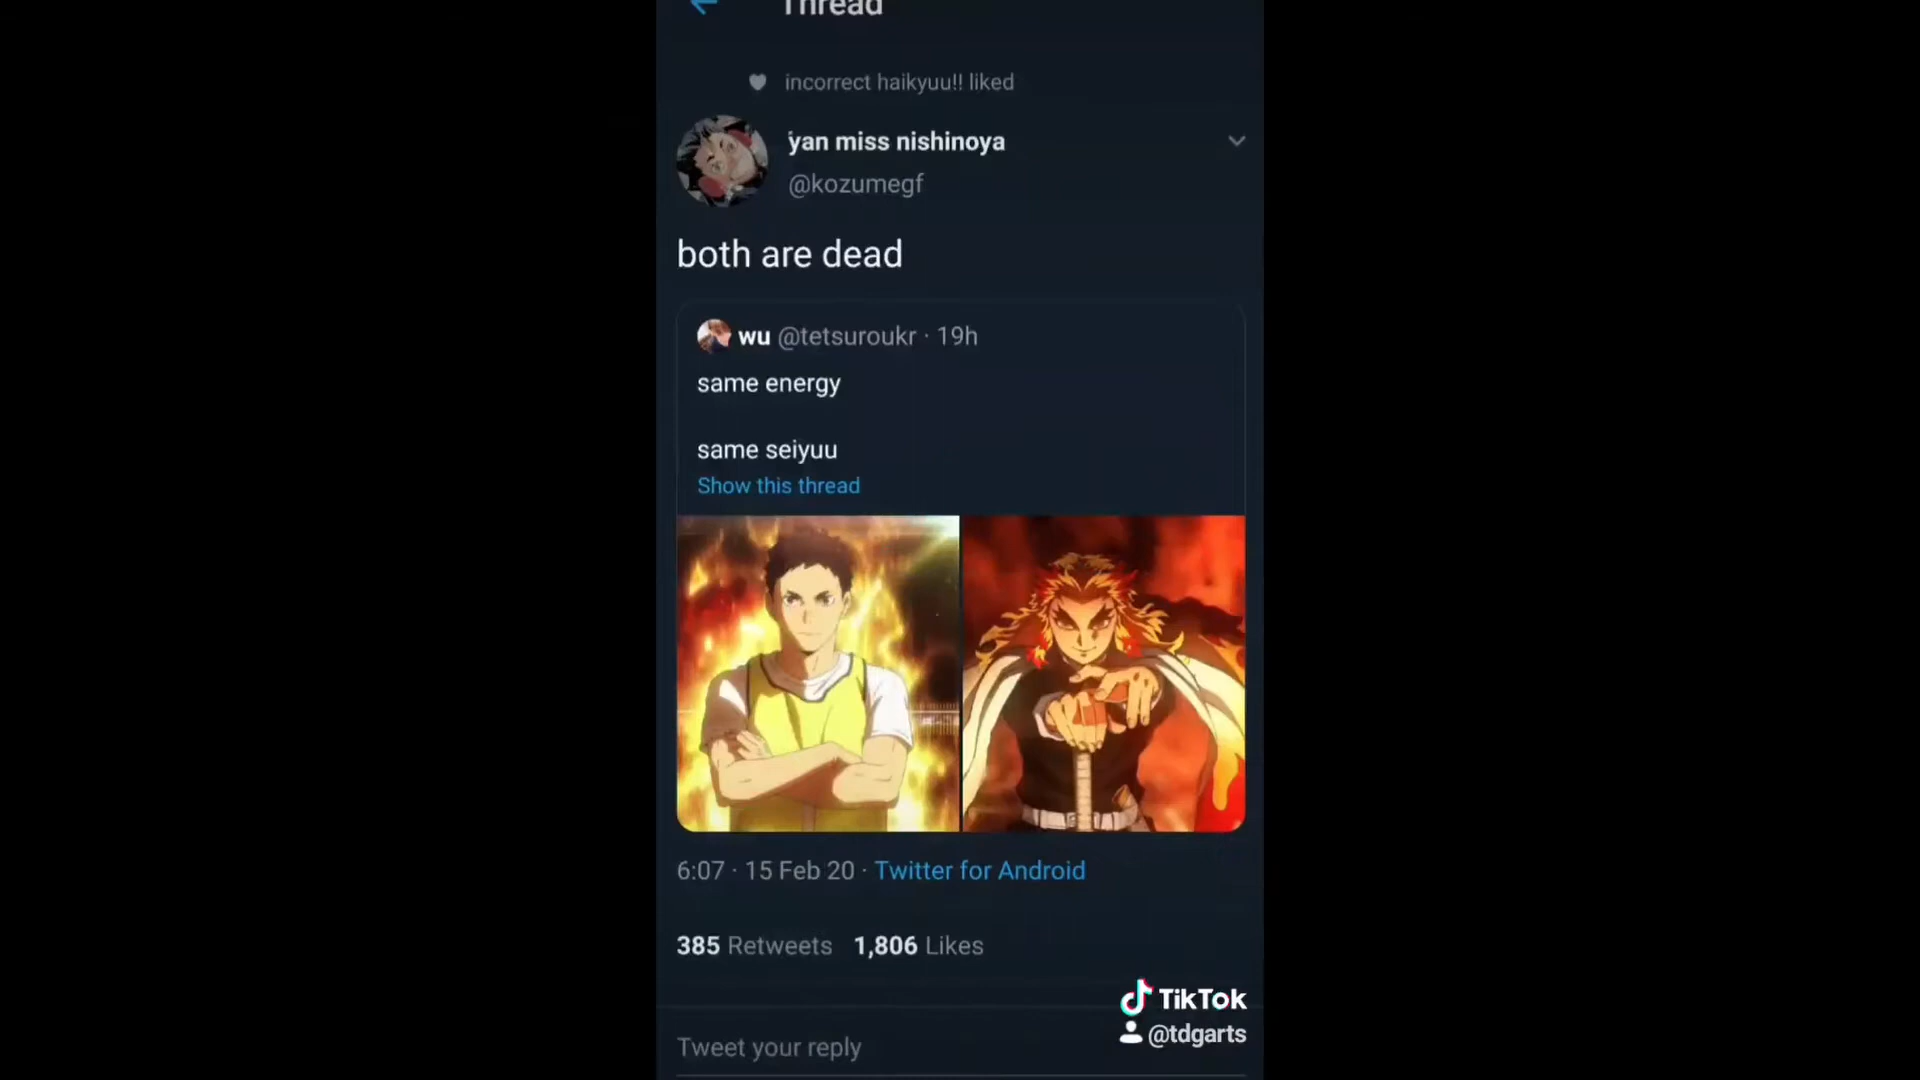 Thread
incorrect haikyuu!! liked
yan miss nishinoya
@kozumegf
both are dead
wu @tetsuroukr · 19h
same energy
same seiyuu
Show this thread
6:07 · 15 Feb 20 · Twitter for Android
385 Retweets 1,806 Likes
TikTok
@tdgarts
Tweet your reply